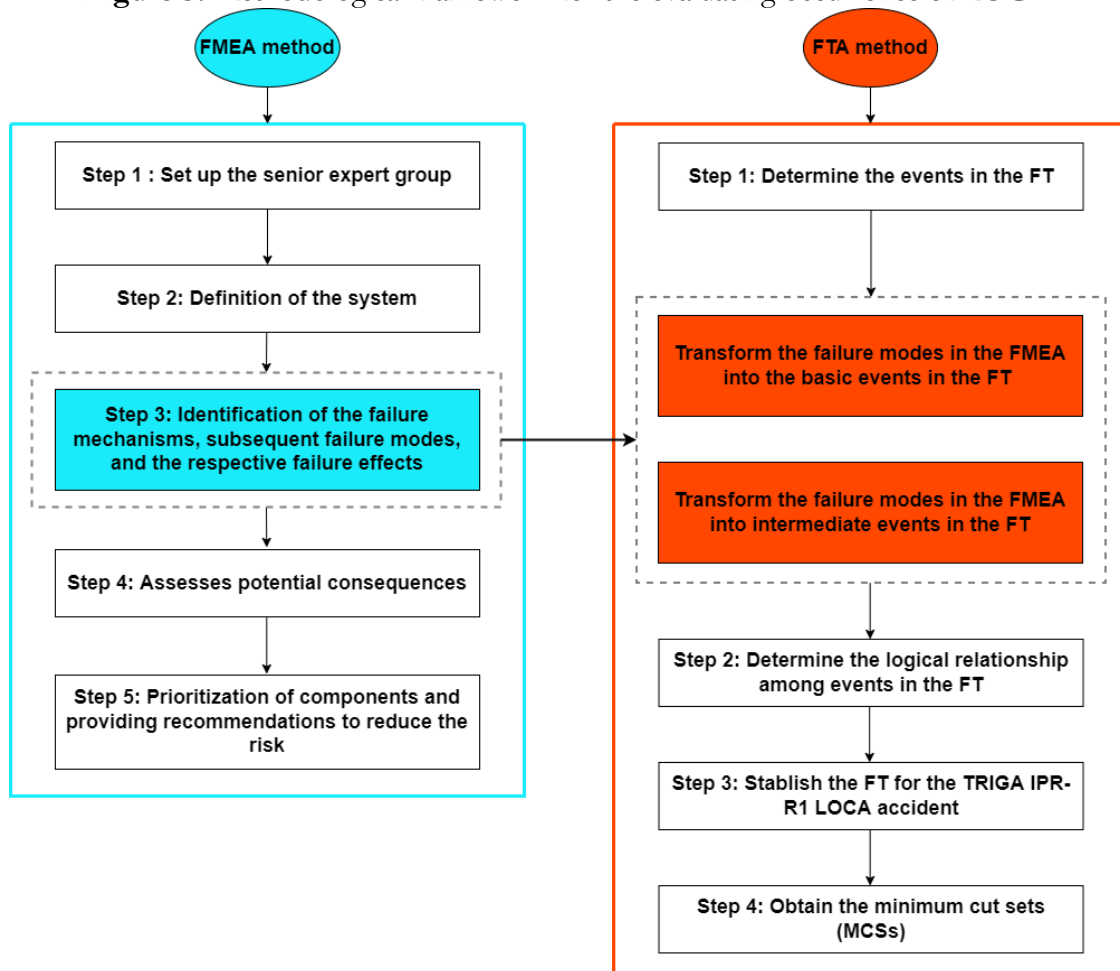 FMEA method
Step 1 : Set up the senior expert group
Step 2: Definition of the system
Step 3: Identification of the failure
mechanisms, subsequent failure modes,
and the respective failure effects
Step 4: Assesses potential consequences
Step 5: Prioritization of components and
providing recommendations to reduce the
risk
FTA method
Step 1: Determine the events in the FT
Transform the failure modes in the FMEA
into the basic events in the FT
Transform the failure modes in the FMEA
into intermediate events in the FT
Step 2: Determine the logical relationship
among events in the FT
Step 3: Stablish the FT for the TRIGA IPR-
R1 LOCA accident
Step 4: Obtain the minimum cut sets
(MCSs)